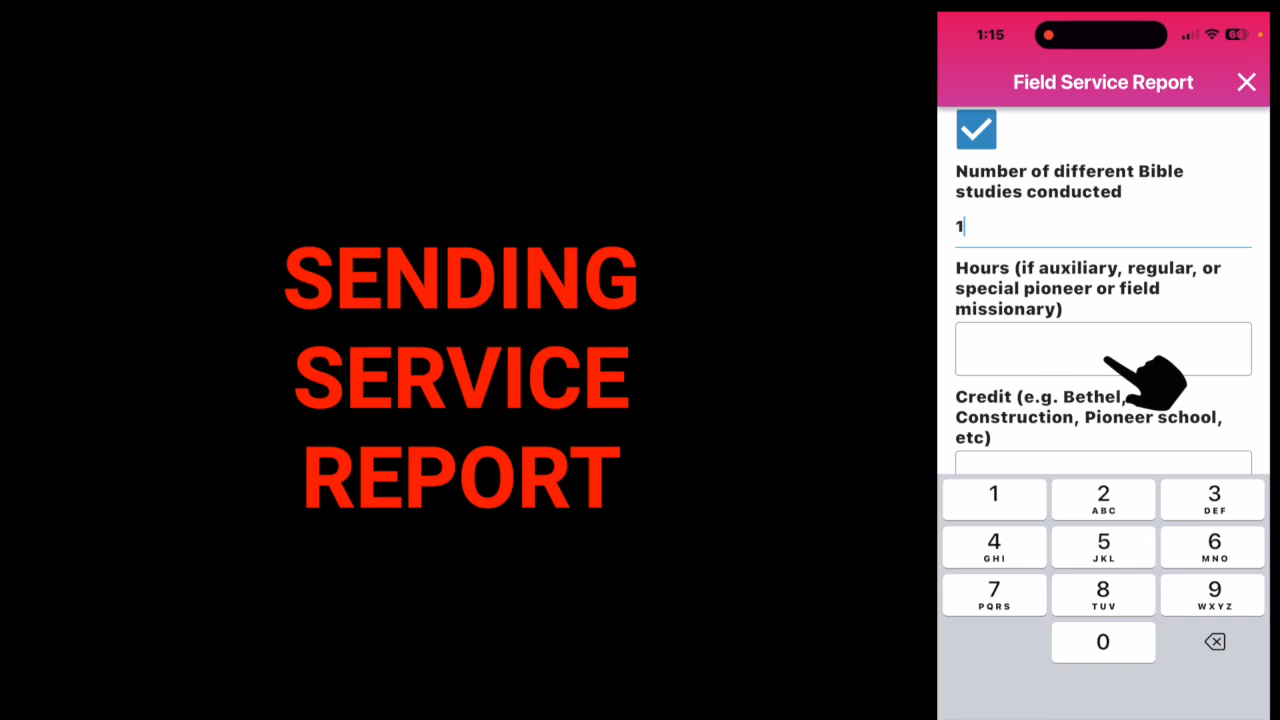 SENDING
SERVICE
REPORT
1:15
Field Service Report
Number of different Bible
studies conducted
1
Hours (if auxiliary, regular, or
special pioneer or field
missionary)
Credit (e.g. Bethel,
Construction, Pioneer school,
etc)
1
2
ABC
3
DEF
4
GHI
5
JKL
6
MNO
7
PQRS
8
TUV
9
WXYZ
0